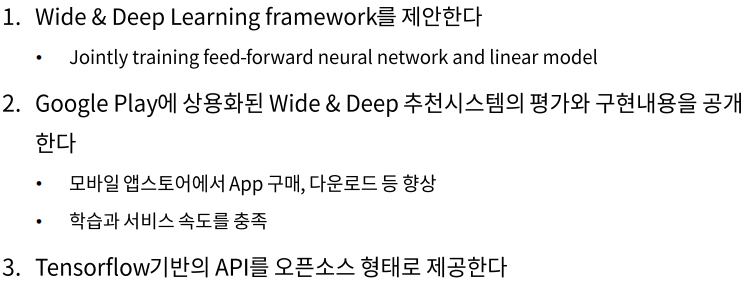 1. Wide & Deep Learning framework를 제안한다
• Jointly training feed-forward neural network and linear model
2. Google Play에 상용화된 Wide & Deep 추천시스템의 평가와 구현내용을 공개
한다
• 모바일 앱스토어에서 App 구매, 다운로드 등 향상
• 학습과 서비스 속도를 충족
3. Tensorflow기반의 API를 오픈소스 형태로 제공한다